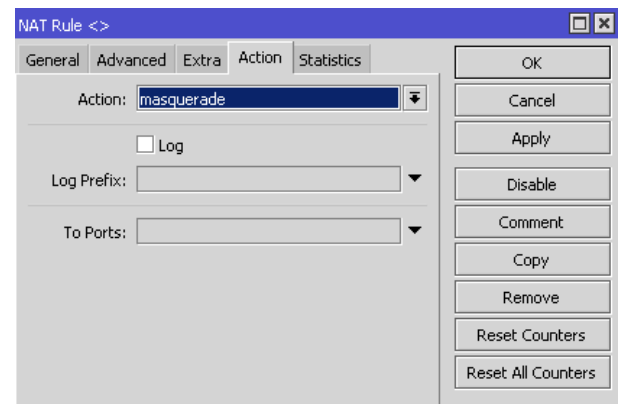 NAT Rule <>
General Advanced Extra Action Statistics
Action: masquerade
Log
Log Prefix:
To Ports:
OK
Cancel
Apply
Disable
Comment
Copy
Remove
Reset Counters
Reset All Counters